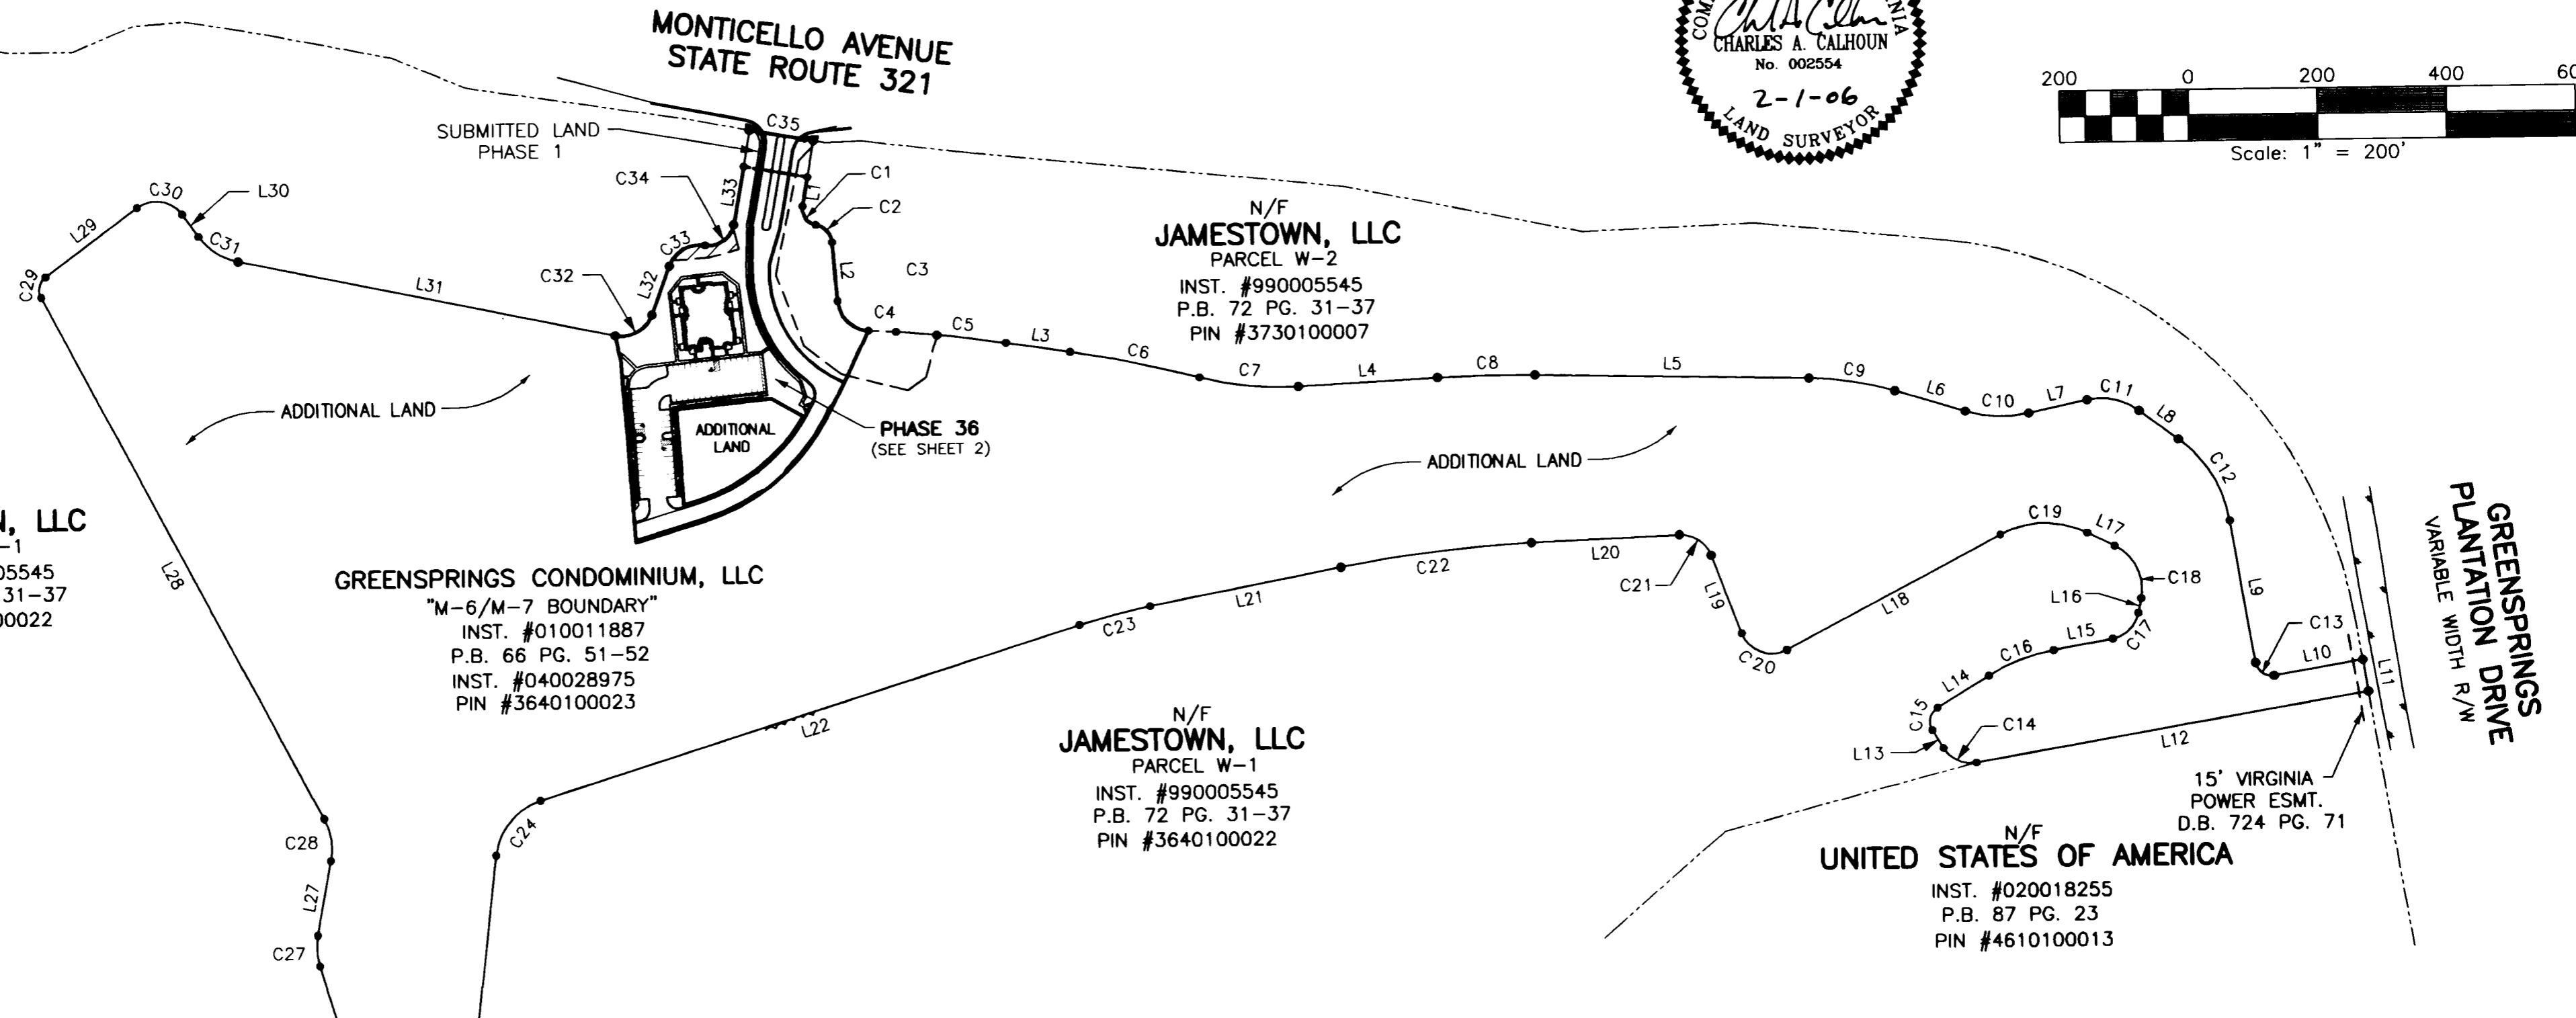 MONTICELLO AVENUE
STATE ROUTE 321
SUBMITTED LAND
PHASE 1
C35
C34
L33
L1
C1
C2
C33
L32
C32
L2
C3
C4
C5
L3
C6
C7
L4
C8
L5
C9
L6
C10
L7
C11
L8
C12
L9
C13
L10
L11
C30
L30
L29
C31
C29
L31
L28
ADDITIONAL LAND
ADDITIONAL
LAND
PHASE 36
(SEE SHEET 2)
N/F
JAMESTOWN, LLC
PARCEL W-2
INST. #990005545
P.B. 72 PG. 31-37
PIN #3730100007
CHARLES A. CALHOUN
No. 002554
2-1-06
LAND SURVEYOR
200 0 200 400
Scale: 1" = 200'
ADDITIONAL LAND
GREENSPRINGS
PLANTATION DRIVE
VARIABLE WIDTH R/W
LLC
-1
31-37
GREENSPRINGS CONDOMINIUM, LLC
"M-6/M-7 BOUNDARY"
INST. #010011887
P.B. 66 PG. 51-52
INST. #040028975
PIN #3640100023
C19
L17
C18
L16
C17
L15
C16
L14
C15
L13
C14
L12
L18
C20
L19
C21
L20
C22
L21
C23
L22
C24
C28
L27
C27
N/F
JAMESTOWN, LLC
PARCEL W-1
INST. #990005545
P.B. 72 PG. 31-37
PIN #3640100022
15' VIRGINIA
POWER ESMT.
D.B. 724 PG. 71
N/F
UNITED STATES OF AMERICA
INST. #020018255
P.B. 87 PG. 23
PIN #4610100013